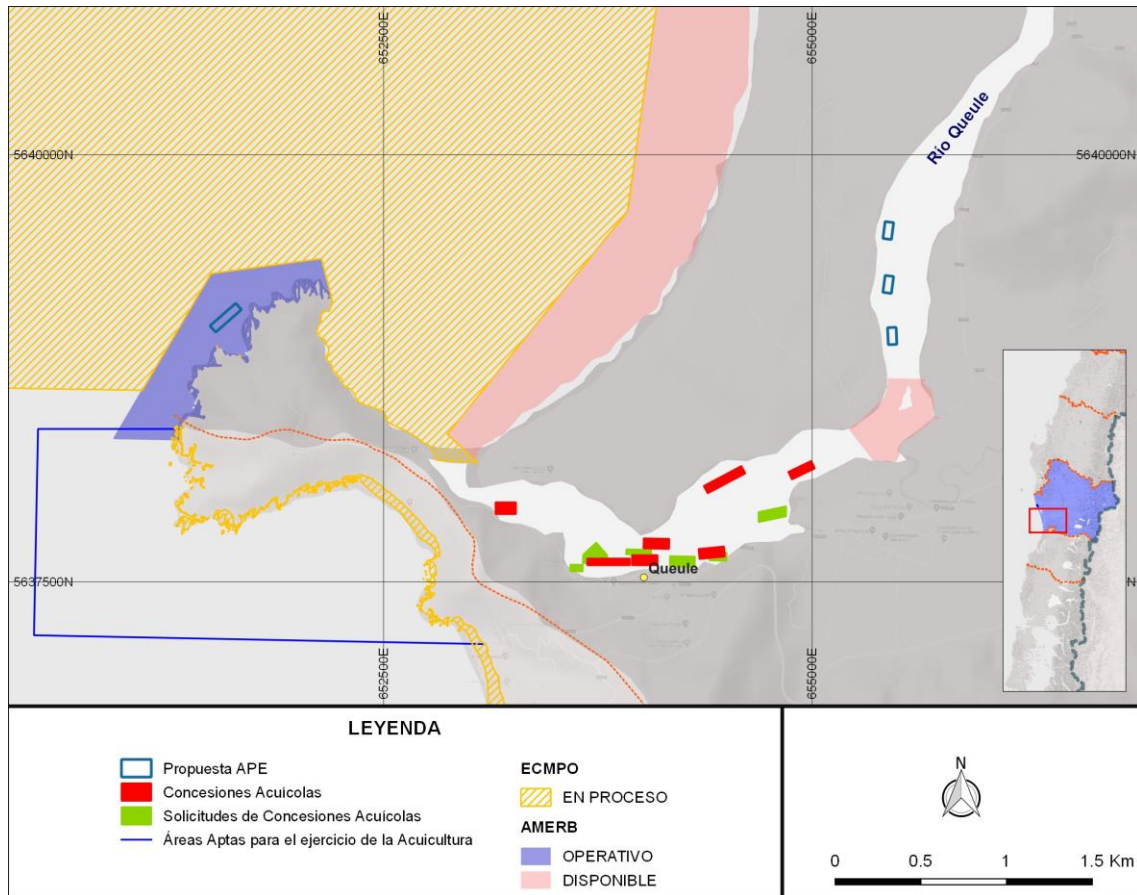 652500E
655000E
5640000N
5640000N
Río Queule
Queule
5637500N
N
652500E
655000E
LEYENDA
Propuesta APE
Concesiones Acuícolas
Solicitudes de Concesiones Acuícolas
Áreas Aptas para el ejercicio de la Acuicultura
ECMPO
EN PROCESO
AMERB
OPERATIVO
DISPONIBLE
N
0 0.5 1 1.5 Km